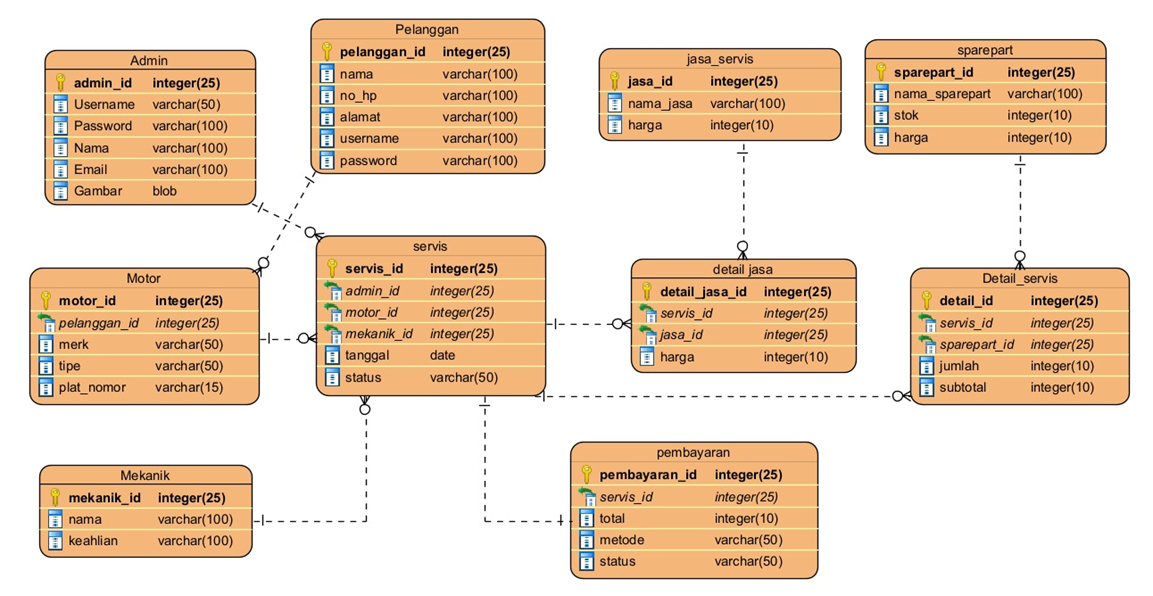 Admin
admin_id integer(25)
Username varchar(50)
Password varchar(100)
Nama varchar(100)
Email varchar(100)
Gambar blob
Pelanggan
pelanggan_id integer(25)
nama varchar(100)
no_hp varchar(100)
alamat varchar(100)
username varchar(100)
password varchar(100)
jasa_servis
jasa_id integer(25)
nama_jasa varchar(100)
harga integer(10)
sparepart
sparepart_id integer(25)
nama_sparepart varchar(100)
stok integer(10)
harga integer(10)
Motor
motor_id integer(25)
pelanggan_id integer(25)
merk varchar(50)
tipe varchar(50)
plat_nomor varchar(15)
servis
servis_id integer(25)
admin_id integer(25)
motor_id integer(25)
mekanik_id integer(25)
tanggal date
status varchar(50)
detail jasa
detail_jasa_id integer(25)
servis_id integer(25)
jasa_id integer(25)
harga integer(10)
Detail_servis
detail_id integer(25)
servis_id integer(25)
sparepart_id integer(25)
jumlah integer(10)
subtotal integer(10)
Mekanik
mekanik_id integer(25)
nama varchar(100)
keahlian varchar(100)
pembayaran
pembayaran_id integer(25)
servis_id integer(25)
total integer(10)
metode varchar(50)
status varchar(50)